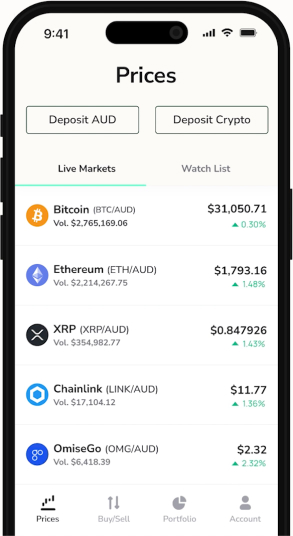 9:41
Prices
Deposit AUD Deposit Crypto
Live Markets Watch List
Bitcoin (BTC/AUD) $31,050.71
Vol. $2,765,169.06 ▲ 0.30%
Ethereum (ETH/AUD) $1,793.16
Vol. $2,214,267.75 ▲ 1.48%
XRP (XRP/AUD) $0.847926
Vol. $354,982.77 ▲ 1.43%
Chainlink (LINK/AUD) $11.77
Vol. $17,104.12 ▲ 1.36%
OmiseGo (OMG/AUD) $2.32
Vol. $6,418.39 ▲ 2.32%
Prices Buy/Sell Portfolio Account